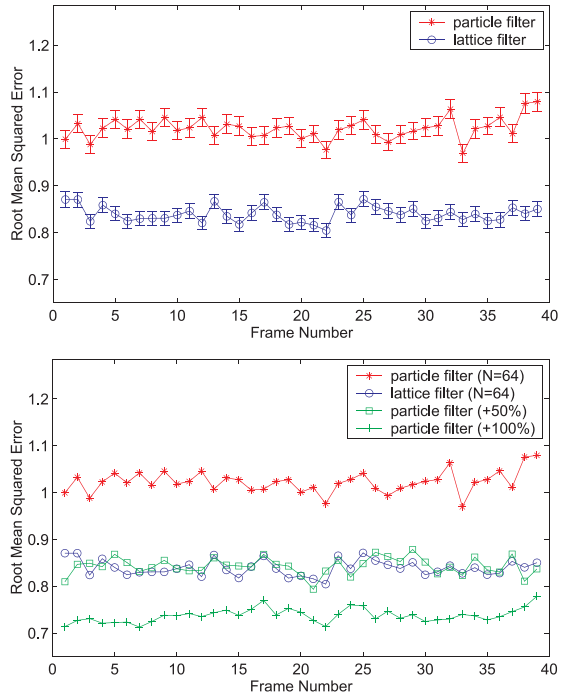 particle filter
lattice filter
Root Mean Squared Error
1.2
1.1
1
0.9
0.8
0.7
0 5 10 15 20 25 30 35 40
Frame Number
particle filter (N=64)
lattice filter (N=64)
particle filter (+50%)
particle filter (+100%)
Root Mean Squared Error
1.2
1.1
1
0.9
0.8
0.7
0 5 10 15 20 25 30 35 40
Frame Number